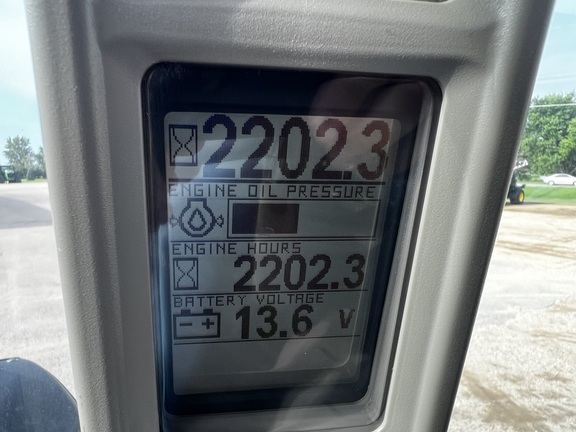 2202.3
ENGINE OIL PRESSURE
ENGINE HOURS
2202.3
BATTERY VOLTAGE
- + 13.6 V